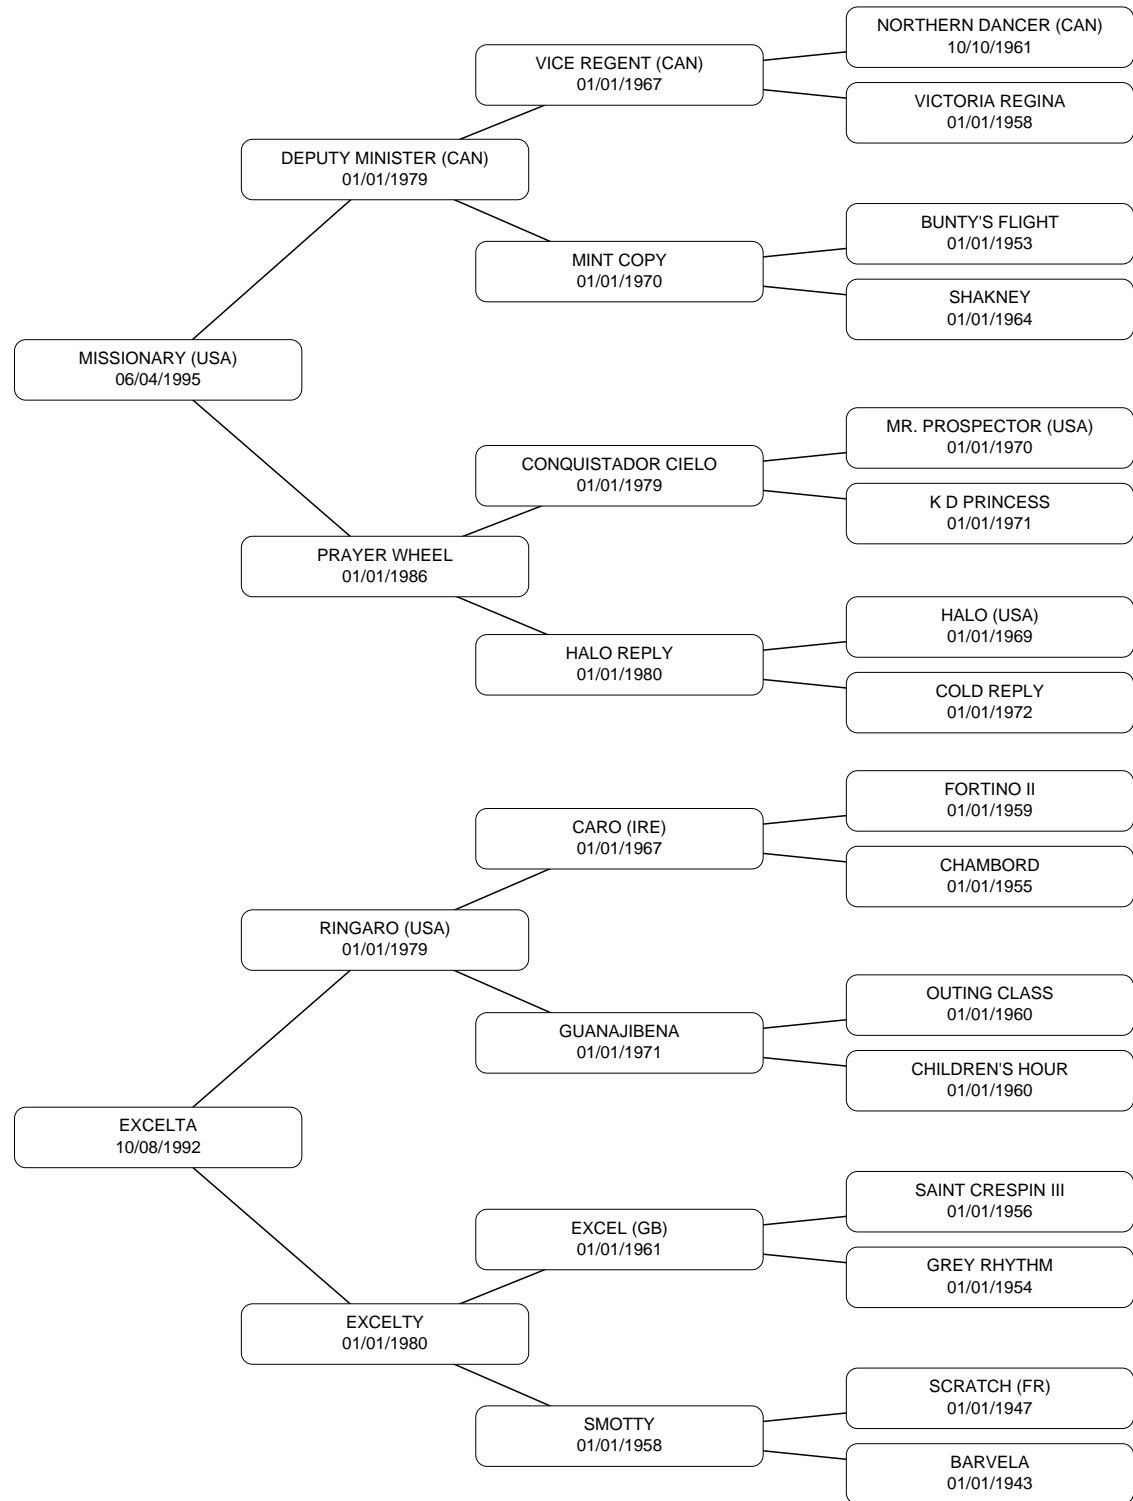 NORTHERN DANCER (CAN)
10/10/1961
VICE REGENT (CAN)
01/01/1967
VICTORIA REGINA
01/01/1958
DEPUTY MINISTER (CAN)
01/01/1979
BUNTY'S FLIGHT
01/01/1953
MINT COPY
01/01/1970
SHAKNEY
01/01/1964
MISSIONARY (USA)
06/04/1995
MR. PROSPECTOR (USA)
01/01/1970
CONQUISTADOR CIELO
01/01/1979
K D PRINCESS
01/01/1971
PRAYER WHEEL
01/01/1986
HALO (USA)
01/01/1969
HALO REPLY
01/01/1980
COLD REPLY
01/01/1972
FORTINO II
01/01/1959
CARO (IRE)
01/01/1967
CHAMBORD
01/01/1955
RINGARO (USA)
01/01/1979
OUTING CLASS
01/01/1960
GUANAJIBENA
01/01/1971
CHILDREN'S HOUR
01/01/1960
EXCELTA
10/08/1992
SAINT CRESPIN III
01/01/1956
EXCEL (GB)
01/01/1961
GREY RHYTHM
01/01/1954
EXCELTY
01/01/1980
SCRATCH (FR)
01/01/1947
SMOTTY
01/01/1958
BARVELA
01/01/1943